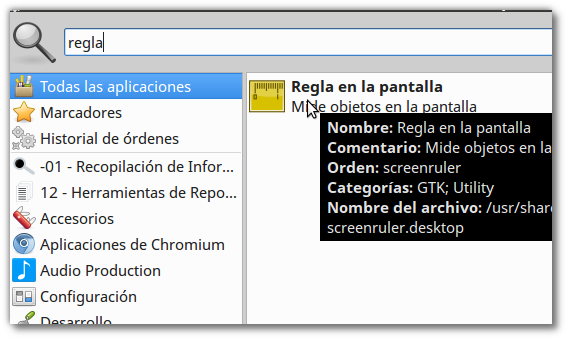 regla
Todas las aplicaciones
Marcadores
Historial de órdenes
-01 - Recopilación de Infor...
12 - Herramientas de Repo...
Accesorios
Aplicaciones de Chromium
Audio Production
Configuración
Desarrollo
Regla en la pantalla
Mide objetos en la pantalla
Nombre: Regla en la pantalla
Comentario: Mide objetos en la
Orden: screenruler
Categorías: GTK; Utility
Nombre del archivo: /usr/share
screenruler.desktop